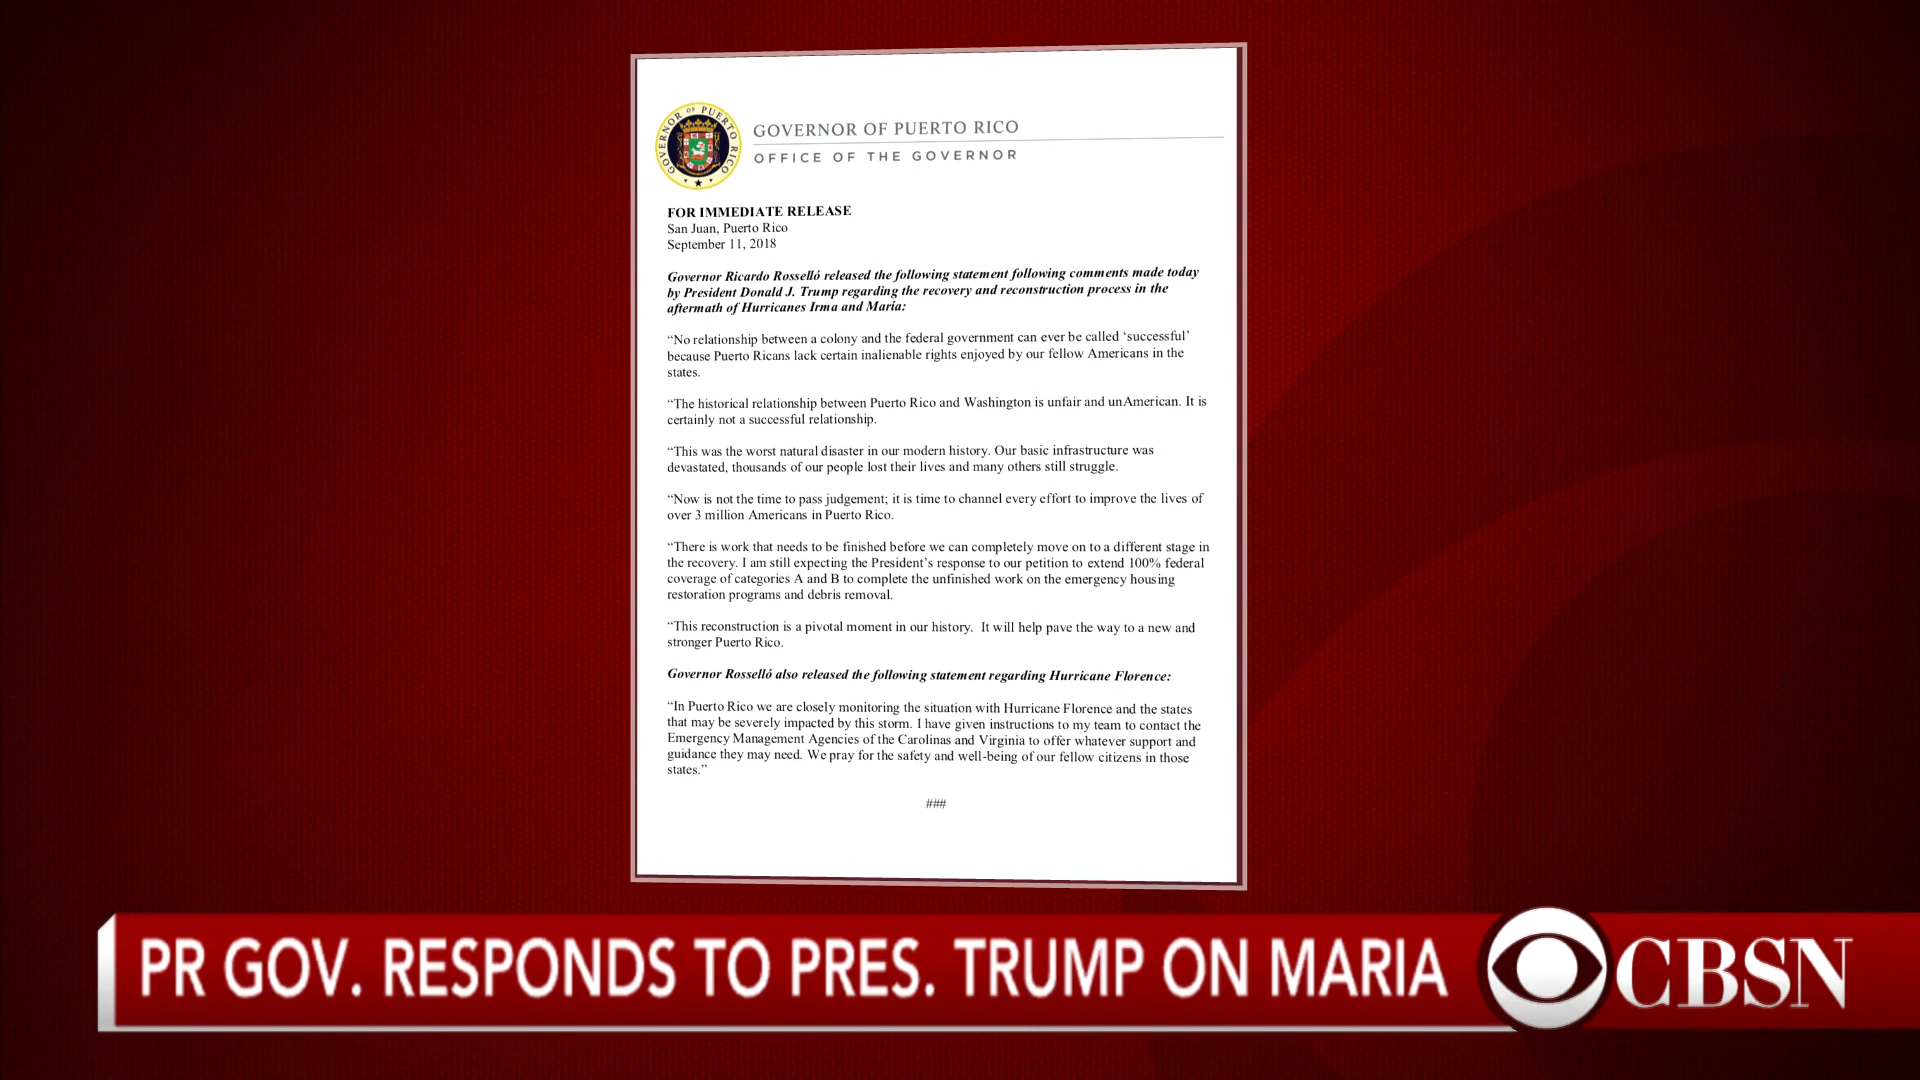 GOVERNOR OF PUERTO RICO
GOVERNOR OF PUERTO RICO
OFFICE OF THE GOVERNOR
FOR IMMEDIATE RELEASE
San Juan, Puerto Rico
September 11, 2018
Governor Ricardo Rosselló released the following statement following comments made today
by President Donald J. Trump regarding the recovery and reconstruction process in the
aftermath of Hurricanes Irma and María:
“No relationship between a colony and the federal government can ever be called ‘successful’
because Puerto Ricans lack certain inalienable rights enjoyed by our fellow Americans in the
states.
“The historical relationship between Puerto Rico and Washington is unfair and unAmerican. It is
certainly not a successful relationship.
“This was the worst natural disaster in our modern history. Our basic infrastructure was
devastated, thousands of our people lost their lives and many others still struggle.
“Now is not the time to pass judgement; it is time to channel every effort to improve the lives of
over 3 million Americans in Puerto Rico.
“There is work that needs to be finished before we can completely move on to a different stage in
the recovery. I am still expecting the President’s response to our petition to extend 100% federal
coverage of categories A and B to complete the unfinished work on the emergency housing
restoration programs and debris removal.
“This reconstruction is a pivotal moment in our history. It will help pave the way to a new and
stronger Puerto Rico.
Governor Rosselló also released the following statement regarding Hurricane Florence:
“In Puerto Rico we are closely monitoring the situation with Hurricane Florence and the states
that may be severely impacted by this storm. I have given instructions to my team to contact the
Emergency Management Agencies of the Carolinas and Virginia to offer whatever support and
guidance they may need. We pray for the safety and well-being of our fellow citizens in those
states.”
###
PR GOV. RESPONDS TO PRES. TRUMP ON MARIA
CBSN